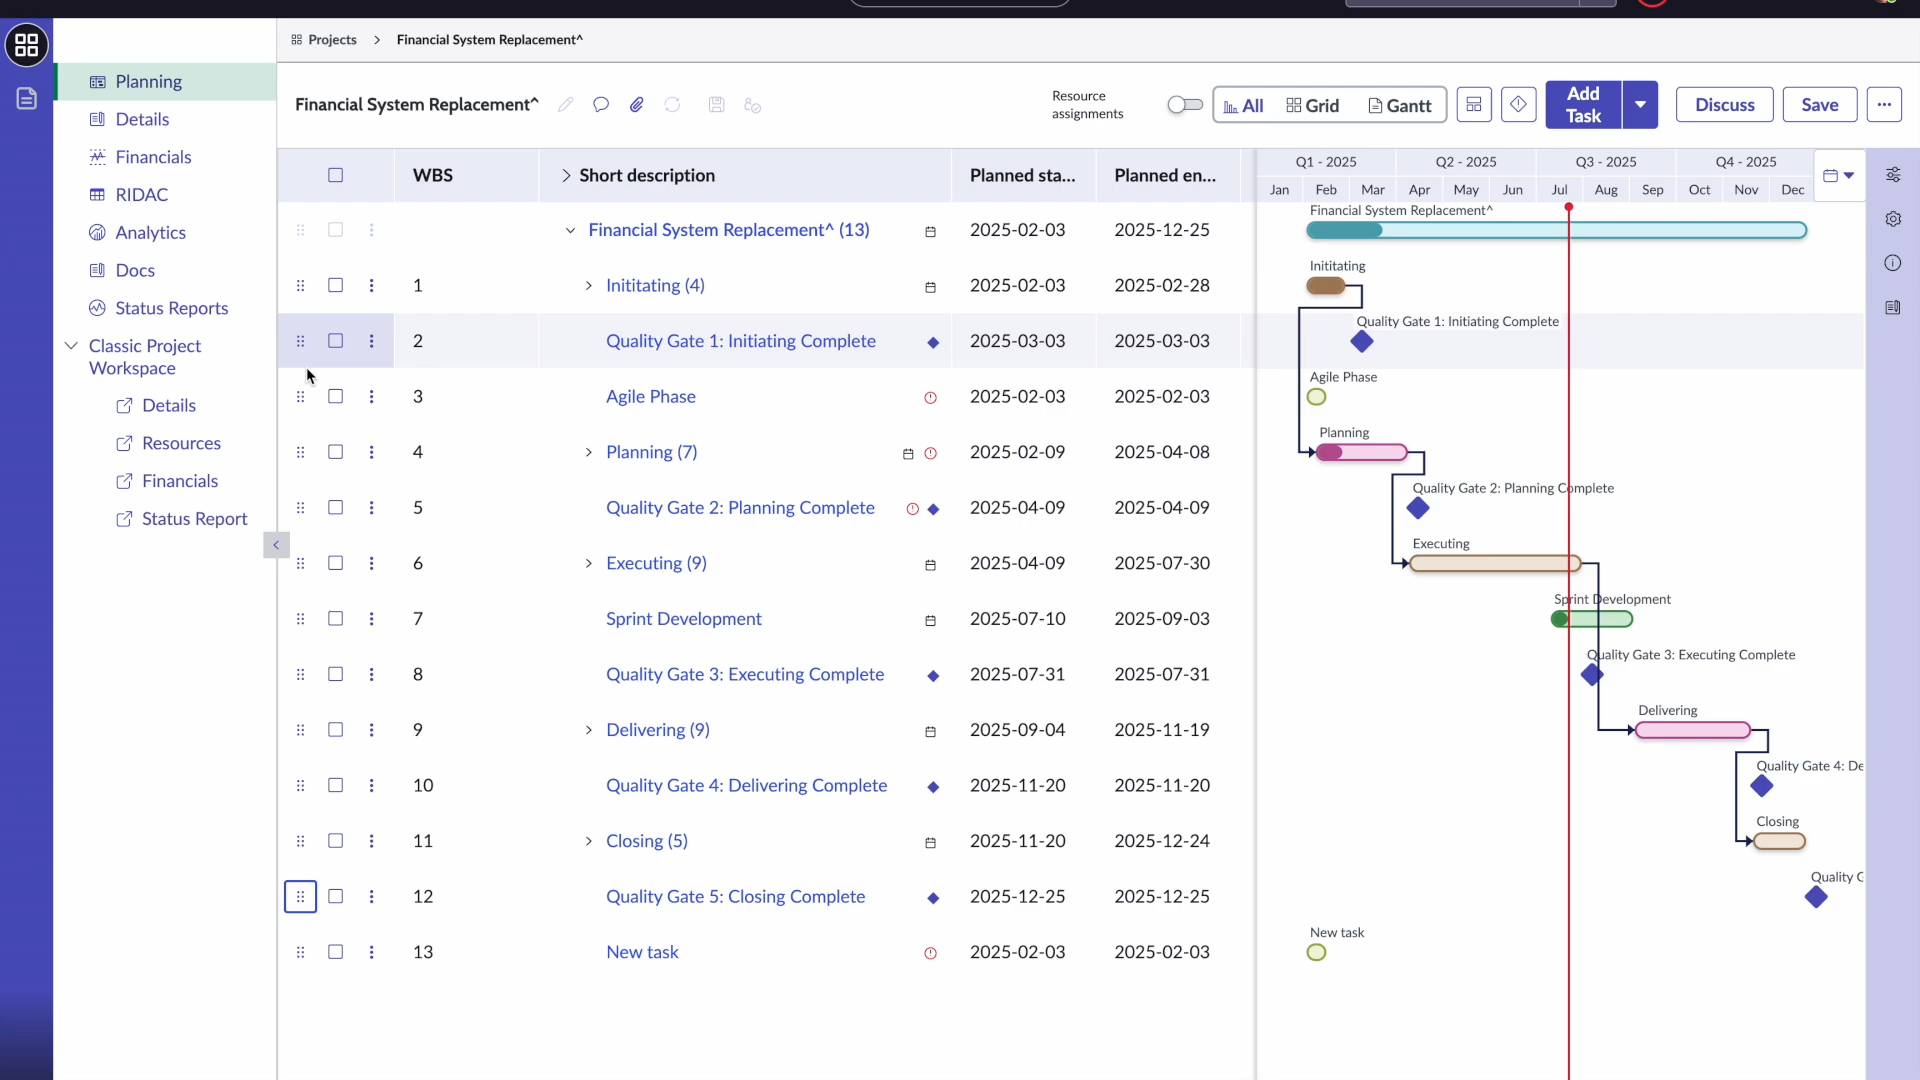 Projects > Financial System Replacement^
Planning
Details
Financials
RIDAC
Analytics
Docs
Status Reports
Classic Project
Workspace
Details
Resources
Financials
Status Report
Financial System Replacement^
Resource
assignments
All
Grid
Gantt
Add
Task
Discuss
Save
WBS
Short description
Planned sta...
Planned en...
Financial System Replacement^ (13) 2025-02-03 2025-12-25
1 Inititating (4) 2025-02-03 2025-02-28
2 Quality Gate 1: Initiating Complete 2025-03-03 2025-03-03
3 Agile Phase 2025-02-03 2025-02-03
4 Planning (7) 2025-02-09 2025-04-08
5 Quality Gate 2: Planning Complete 2025-04-09 2025-04-09
6 Executing (9) 2025-04-09 2025-07-30
7 Sprint Development 2025-07-10 2025-09-03
8 Quality Gate 3: Executing Complete 2025-07-31 2025-07-31
9 Delivering (9) 2025-09-04 2025-11-19
10 Quality Gate 4: Delivering Complete 2025-11-20 2025-11-20
11 Closing (5) 2025-11-20 2025-12-24
12 Quality Gate 5: Closing Complete 2025-12-25 2025-12-25
13 New task 2025-02-03 2025-02-03
Q1 - 2025 Q2 - 2025 Q3 - 2025 Q4 - 2025
Jan Feb Mar Apr May Jun Jul Aug Sep Oct Nov Dec
Financial System Replacement^
Inititating
Quality Gate 1: Initiating Complete
Agile Phase
Planning
Quality Gate 2: Planning Complete
Executing
Sprint Development
Quality Gate 3: Executing Complete
Delivering
Quality Gate 4: De
Closing
Quality G
New task